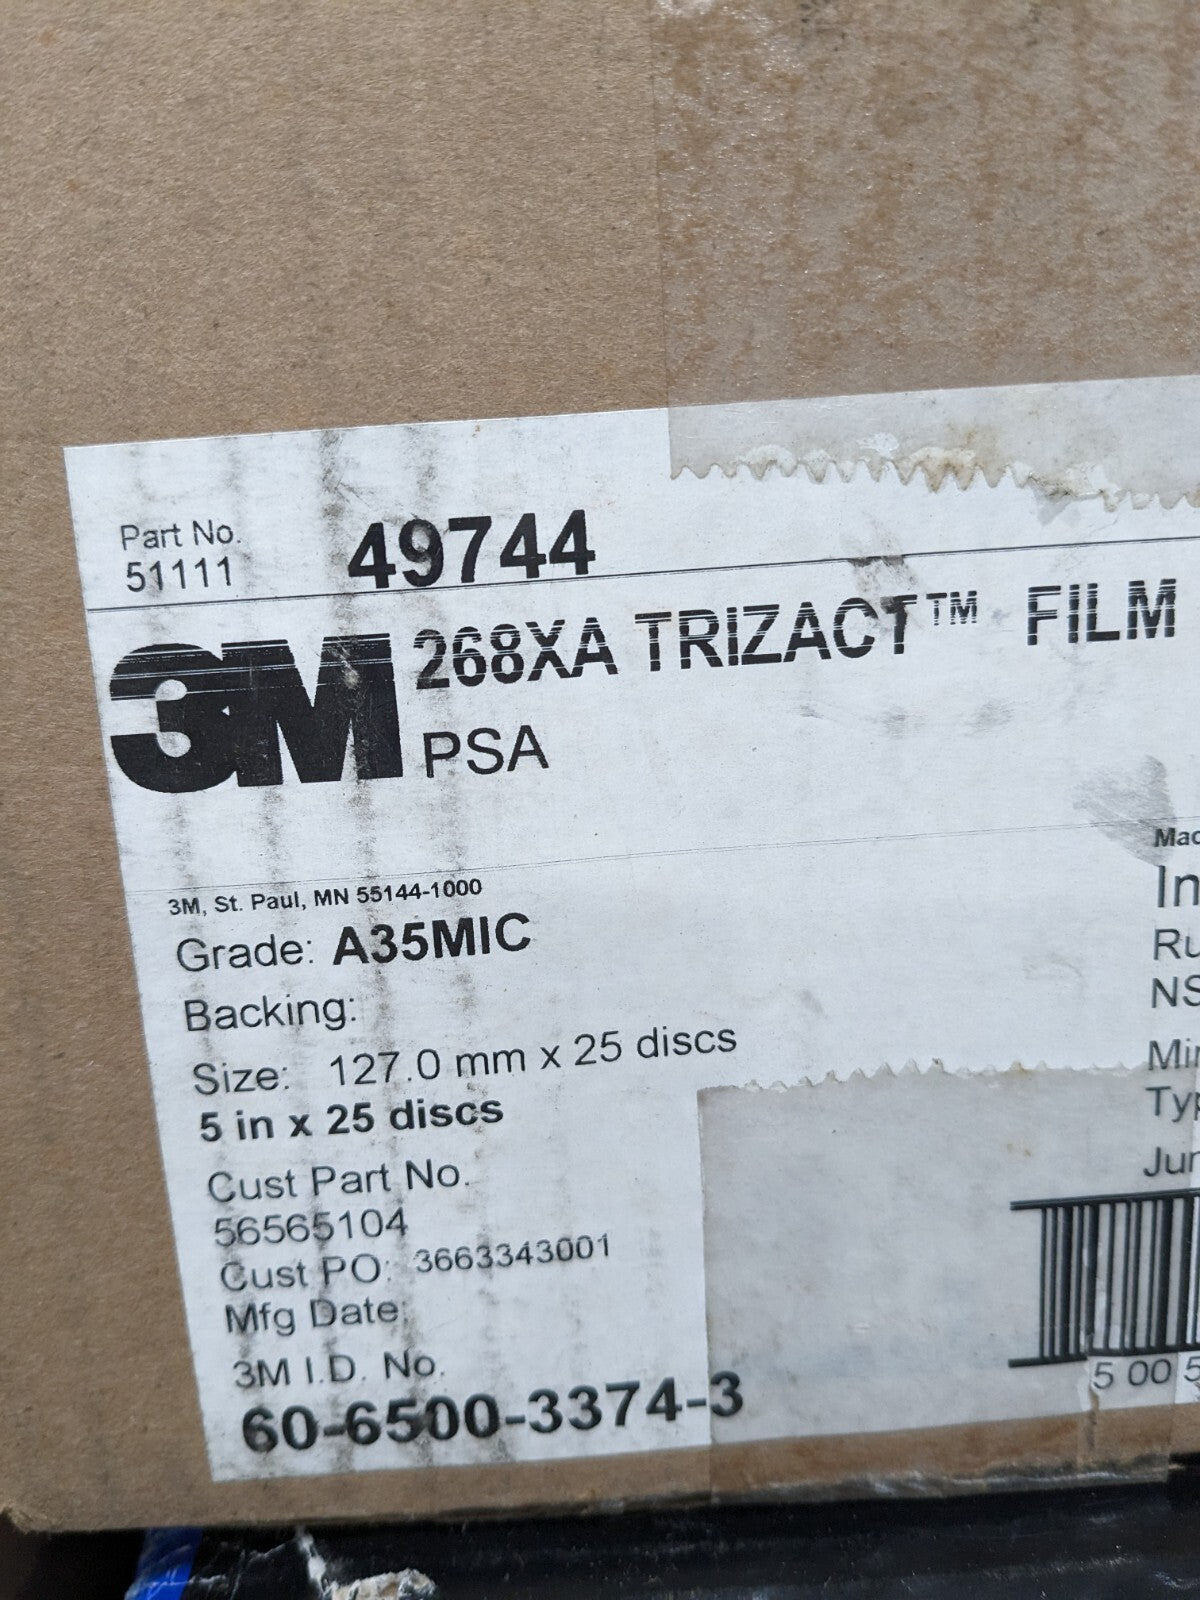 Part No.
51111 49744
3M 268XA TRIZACT™ FILM
PSA
3M, St. Paul, MN 55144-1000
Grade: A35MIC
Backing:
Size: 127.0 mm x 25 discs
5 in x 25 discs
Cust Part No.
56565104
Cust PO: 3663343001
Mfg Date:
3M I.D. No.
60-6500-3374-3
5 00